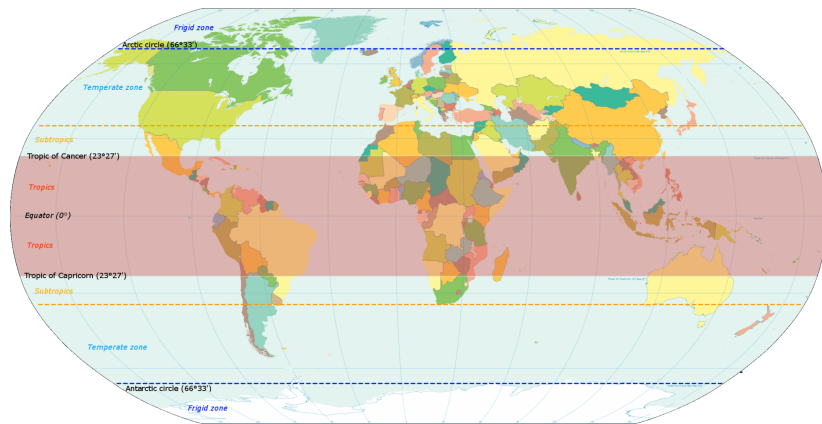 Frigid zone
Arctic circle (66°33')
Temperate zone
Subtropics
Tropic of Cancer (23°27')
Tropics
Equator (0°)
Tropics
Tropic of Capricorn (23°27')
Subtropics
Temperate zone
Antarctic circle (66°33')
Frigid zone